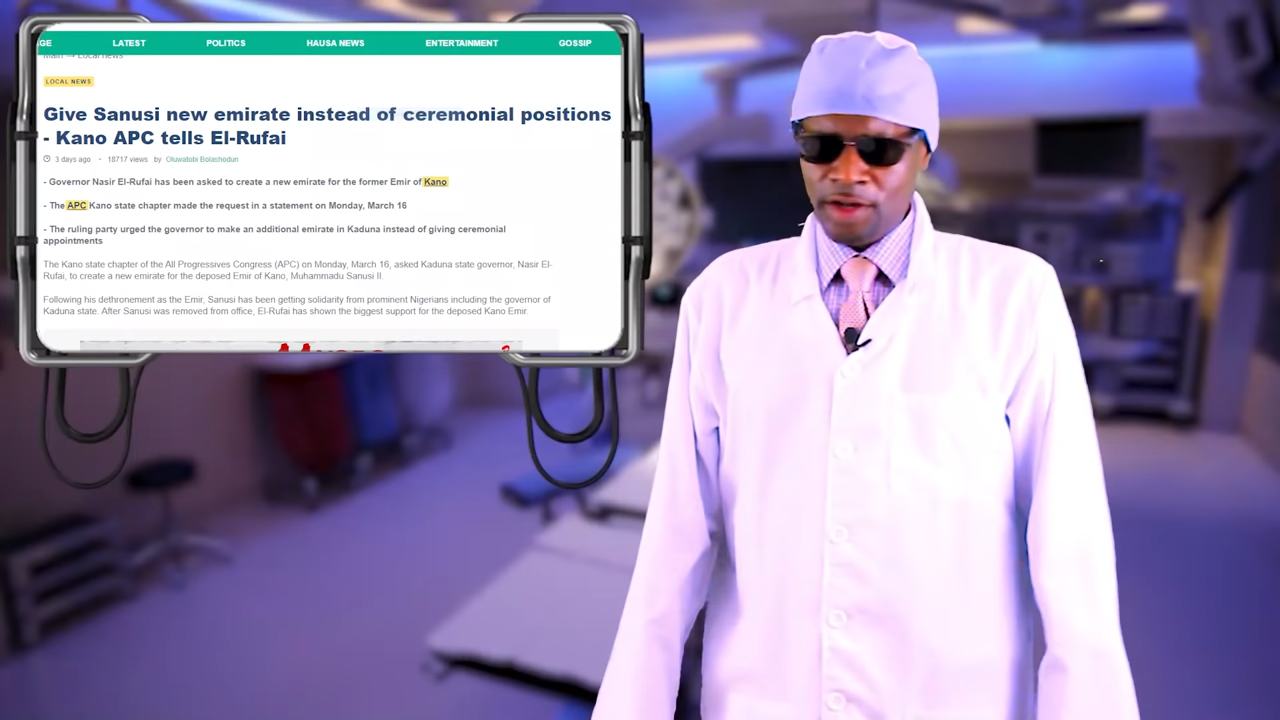 GE LATEST POLITICS HAUSA NEWS ENTERTAINMENT GOSSIP
Main → Local news
LOCAL NEWS
Give Sanusi new emirate instead of ceremonial positions
- Kano APC tells El-Rufai
3 days ago • 18717 views by Oluwatobi Bolashodun
- Governor Nasir El-Rufai has been asked to create a new emirate for the former Emir of Kano
- The APC Kano state chapter made the request in a statement on Monday, March 16
- The ruling party urged the governor to make an additional emirate in Kaduna instead of giving ceremonial
appointments
The Kano state chapter of the All Progressives Congress (APC) on Monday, March 16, asked Kaduna state governor, Nasir El-
Rufai, to create a new emirate for the deposed Emir of Kano, Muhammadu Sanusi II.
Following his dethronement as the Emir, Sanusi has been getting solidarity from prominent Nigerians including the governor of
Kaduna state. After Sanusi was removed from office, El-Rufai has shown the biggest support for the deposed Kano Emir.